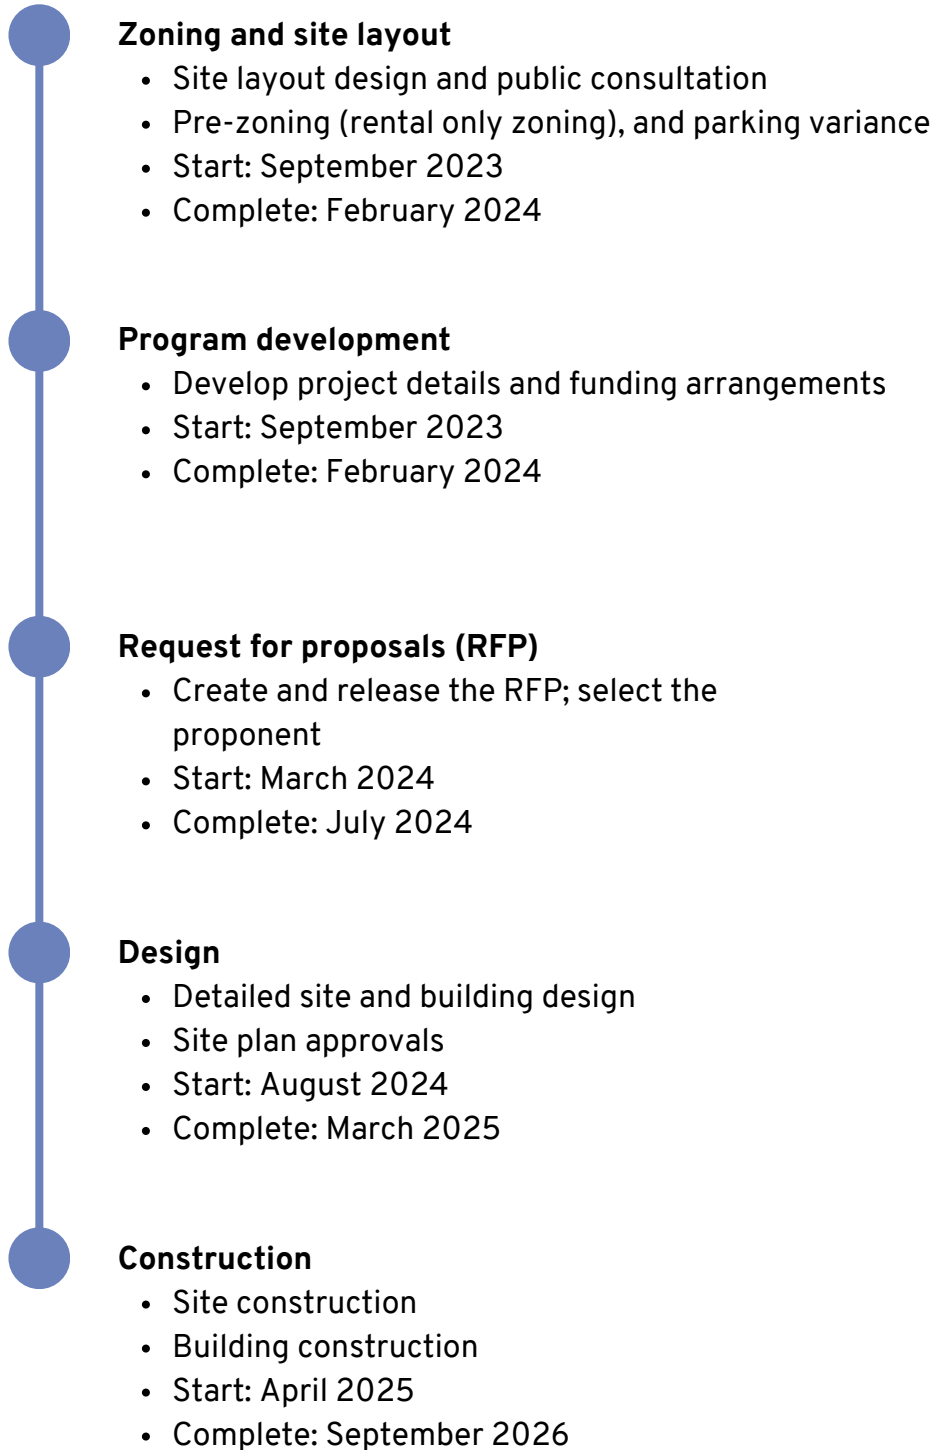 Zoning and site layout
• Site layout design and public consultation
• Pre-zoning (rental only zoning), and parking variance
• Start: September 2023
• Complete: February 2024
Program development
• Develop project details and funding arrangements
• Start: September 2023
• Complete: February 2024
Request for proposals (RFP)
• Create and release the RFP; select the
proponent
• Start: March 2024
• Complete: July 2024
Design
• Detailed site and building design
• Site plan approvals
• Start: August 2024
• Complete: March 2025
Construction
• Site construction
• Building construction
• Start: April 2025
• Complete: September 2026